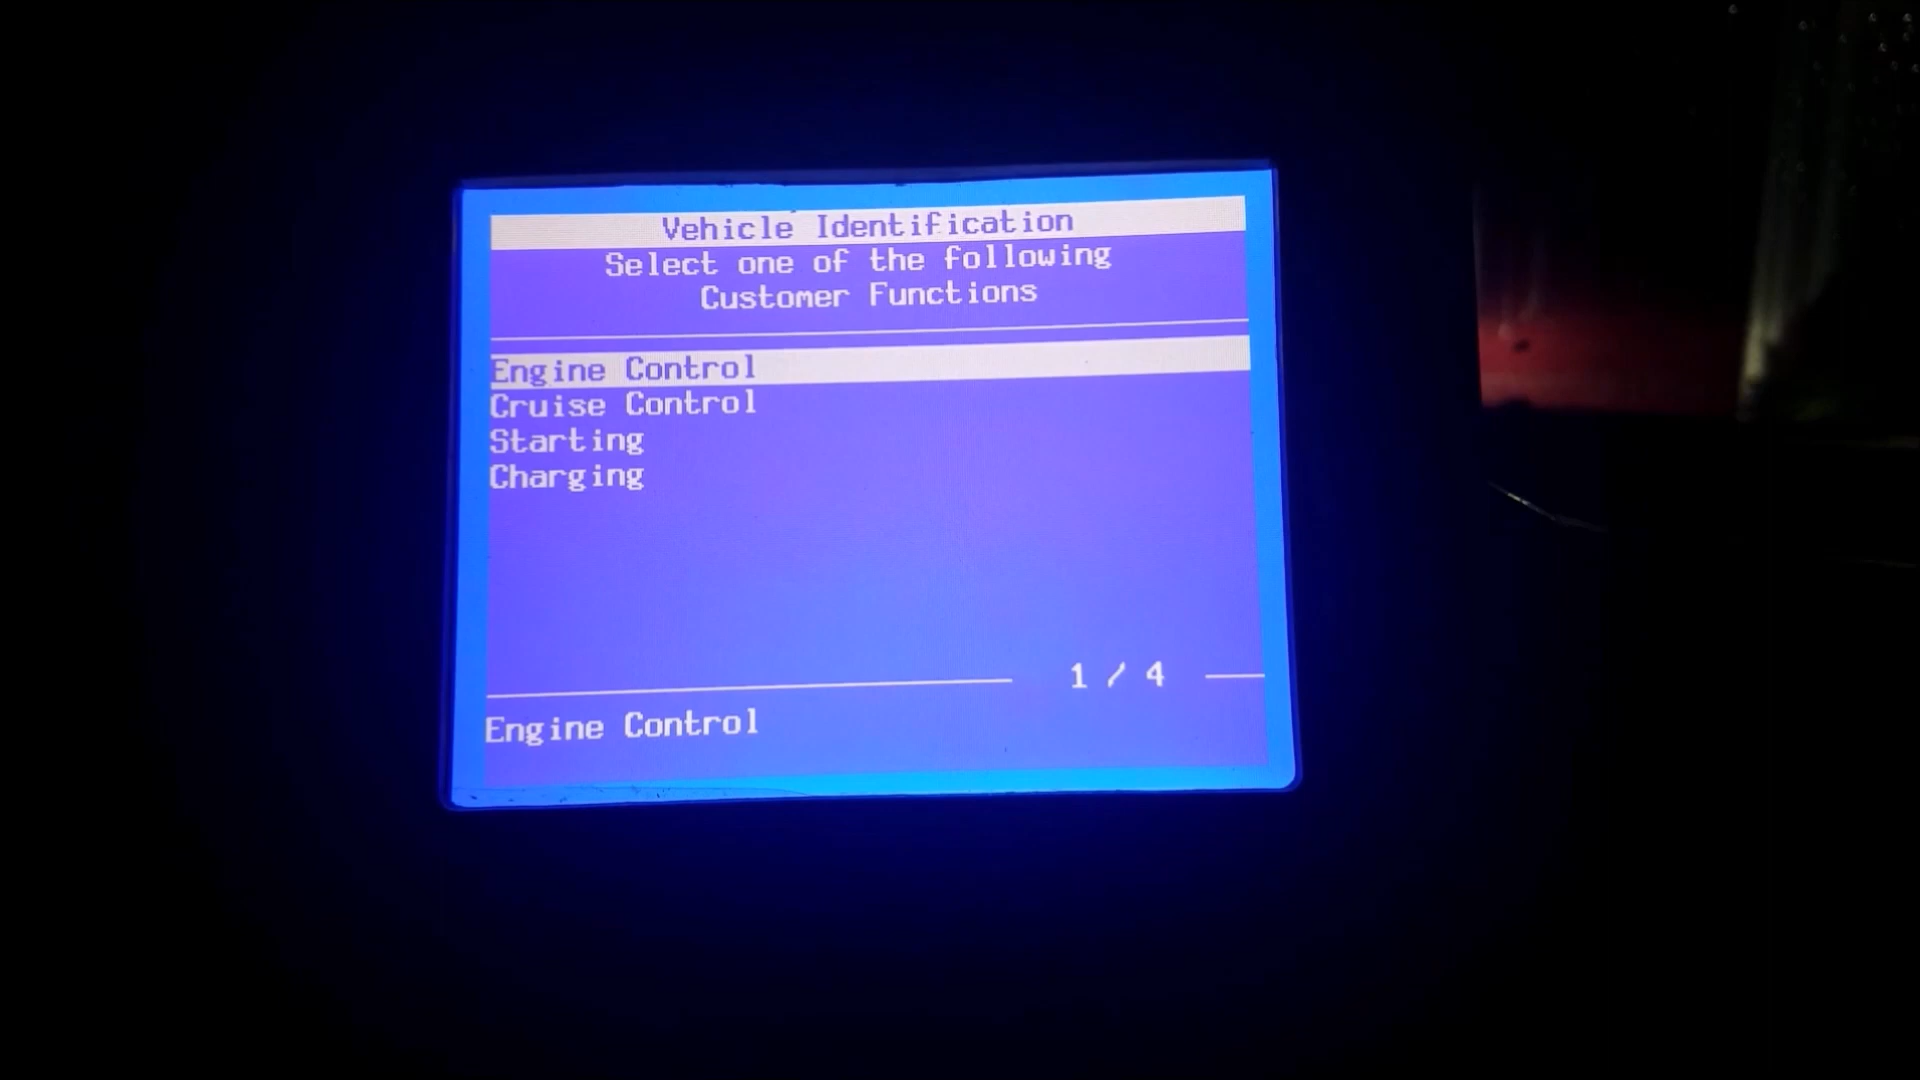 Vehicle Identification
Select one of the following
Customer Functions
Engine Control
Cruise Control
Starting
Charging
1 / 4
Engine Control